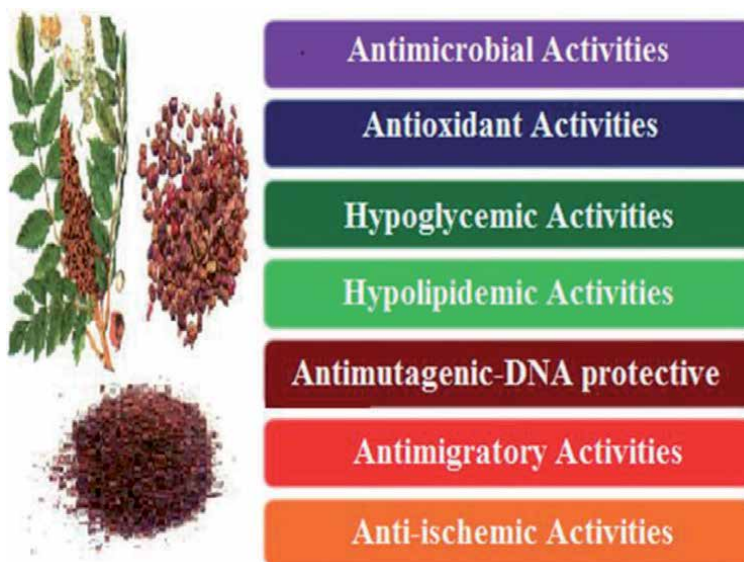 Antimicrobial Activities
Antioxidant Activities
Hypoglycemic Activities
Hypolipidemic Activities
Antimutagenic-DNA protective
Antimigratory Activities
Anti-ischemic Activities